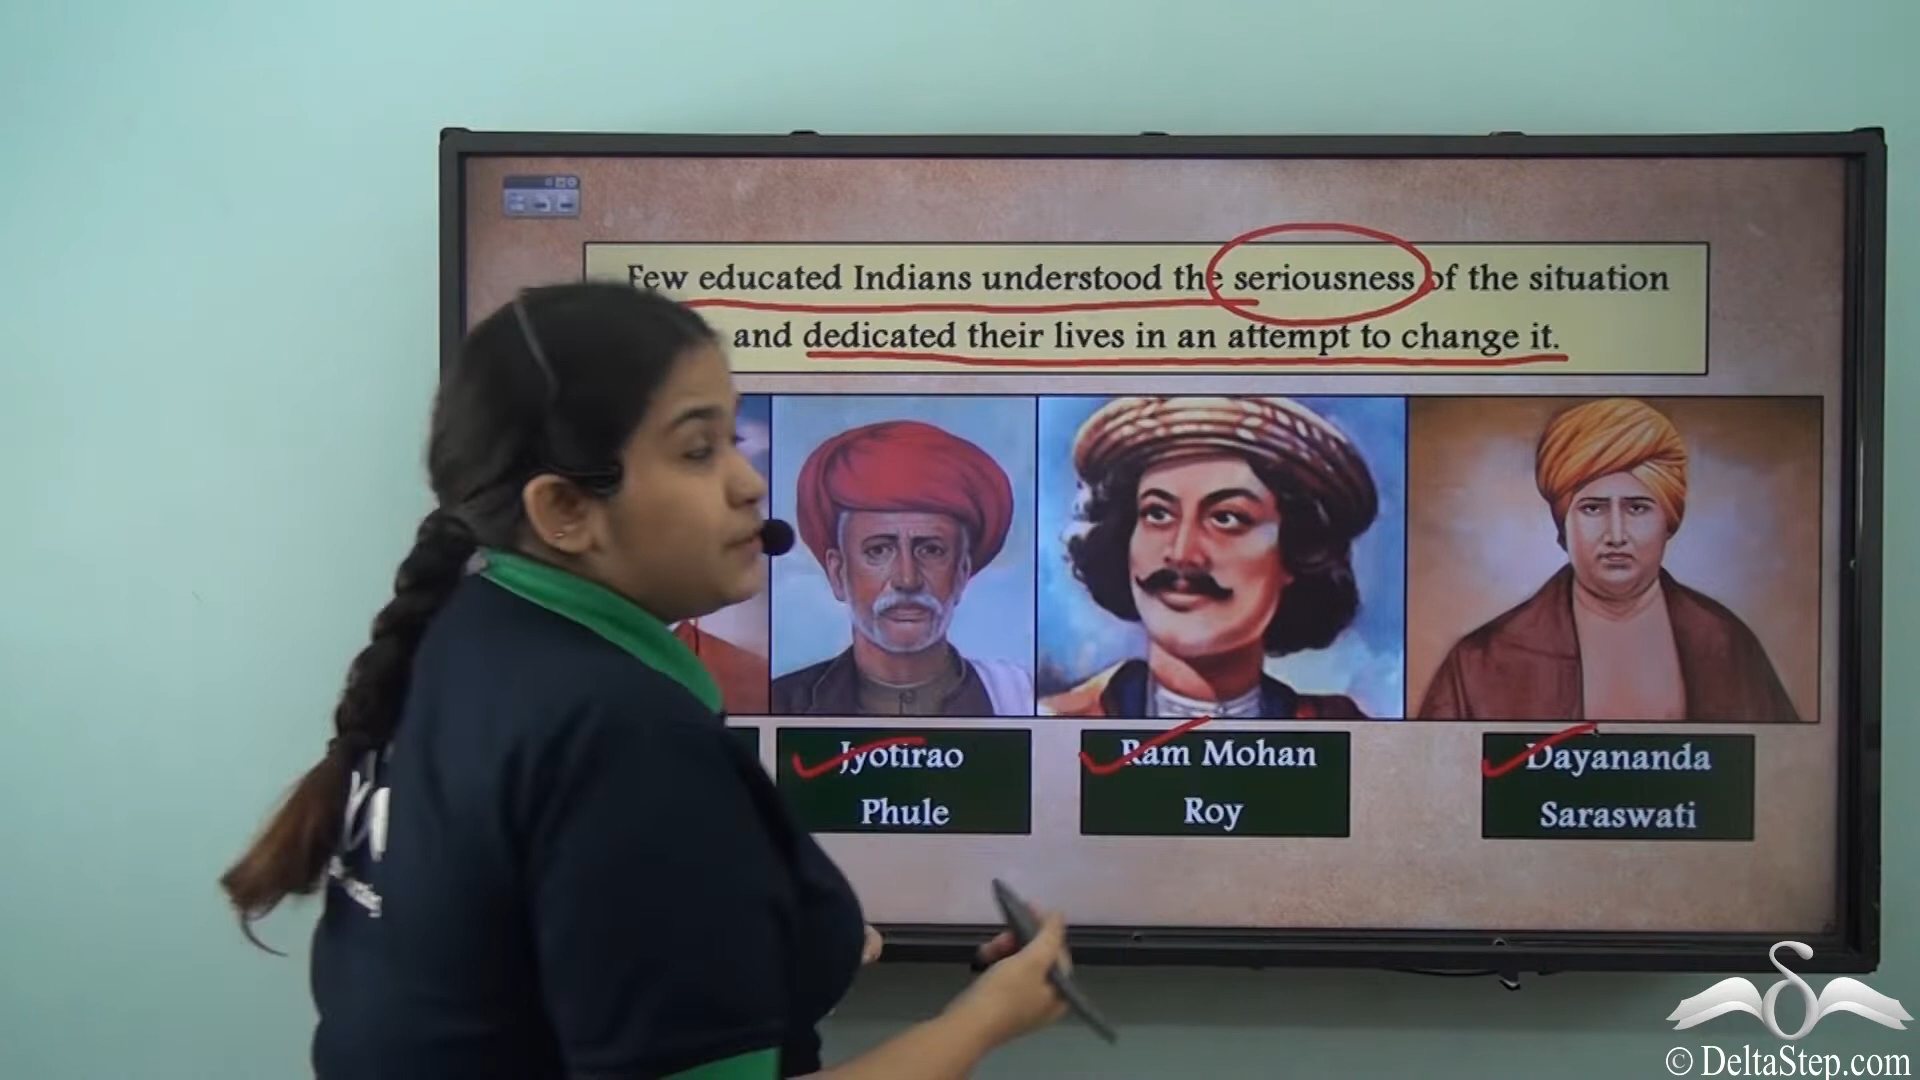 Few educated Indians understood the seriousness of the situation
and dedicated their lives in an attempt to change it.
Jyotirao
Phule
Ram Mohan
Roy
Dayananda
Saraswati
© DeltaStep.com